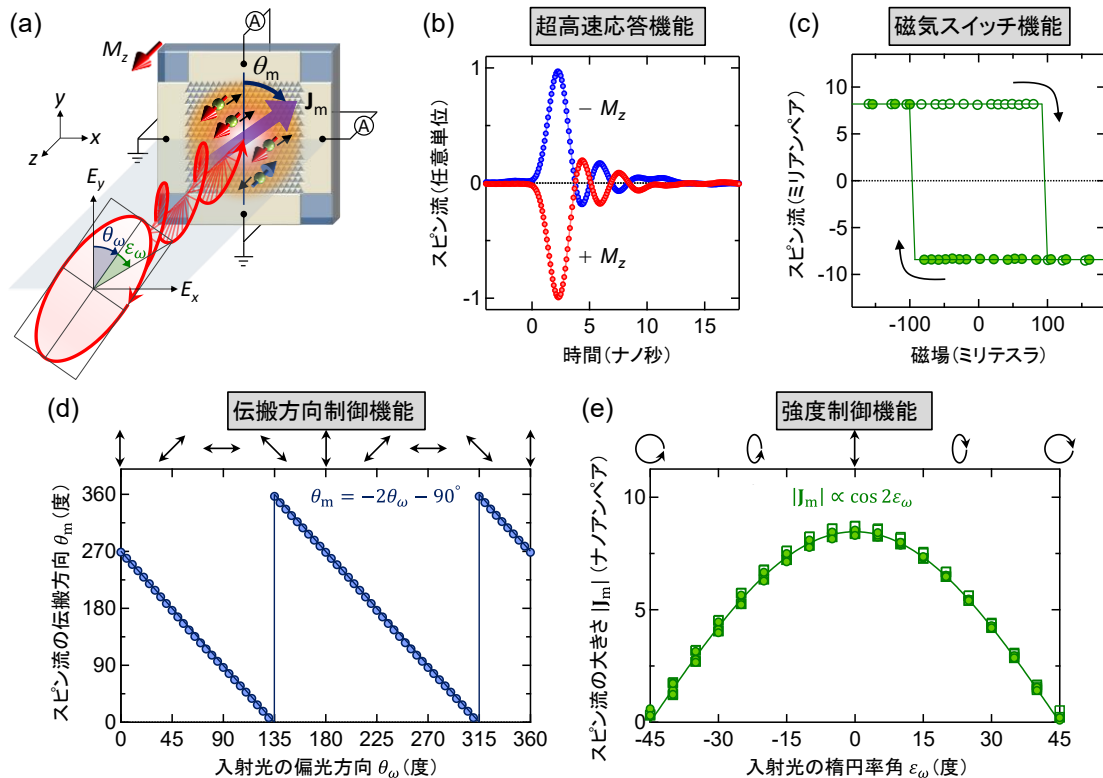 (a)
M_z
A
θ_m
J_m
A
y
x
z
E_y
θ_ω
ε_ω
E_x
(b)
超高速応答機能
スピン流(任意単位)
1
0
-1
− M_z
+ M_z
0 5 10 15
時間(ナノ秒)
(c)
磁気スイッチ機能
スピン流(ミリアンペア)
10
5
0
-5
-10
-100 0 100
磁場(ミリテスラ)
(d)
伝搬方向制御機能
θ_m = −2θ_ω − 90°
スピン流の伝搬方向 θ_m(度)
360
270
180
90
0
0 45 90 135 180 225 270 315 360
入射光の偏光方向 θ_ω(度)
(e)
強度制御機能
|J_m| ∝ cos 2ε_ω
スピン流の大きさ |J_m|(ナノアンペア)
10
5
0
-45 -30 -15 0 15 30 45
入射光の楕円率角 ε_ω(度)